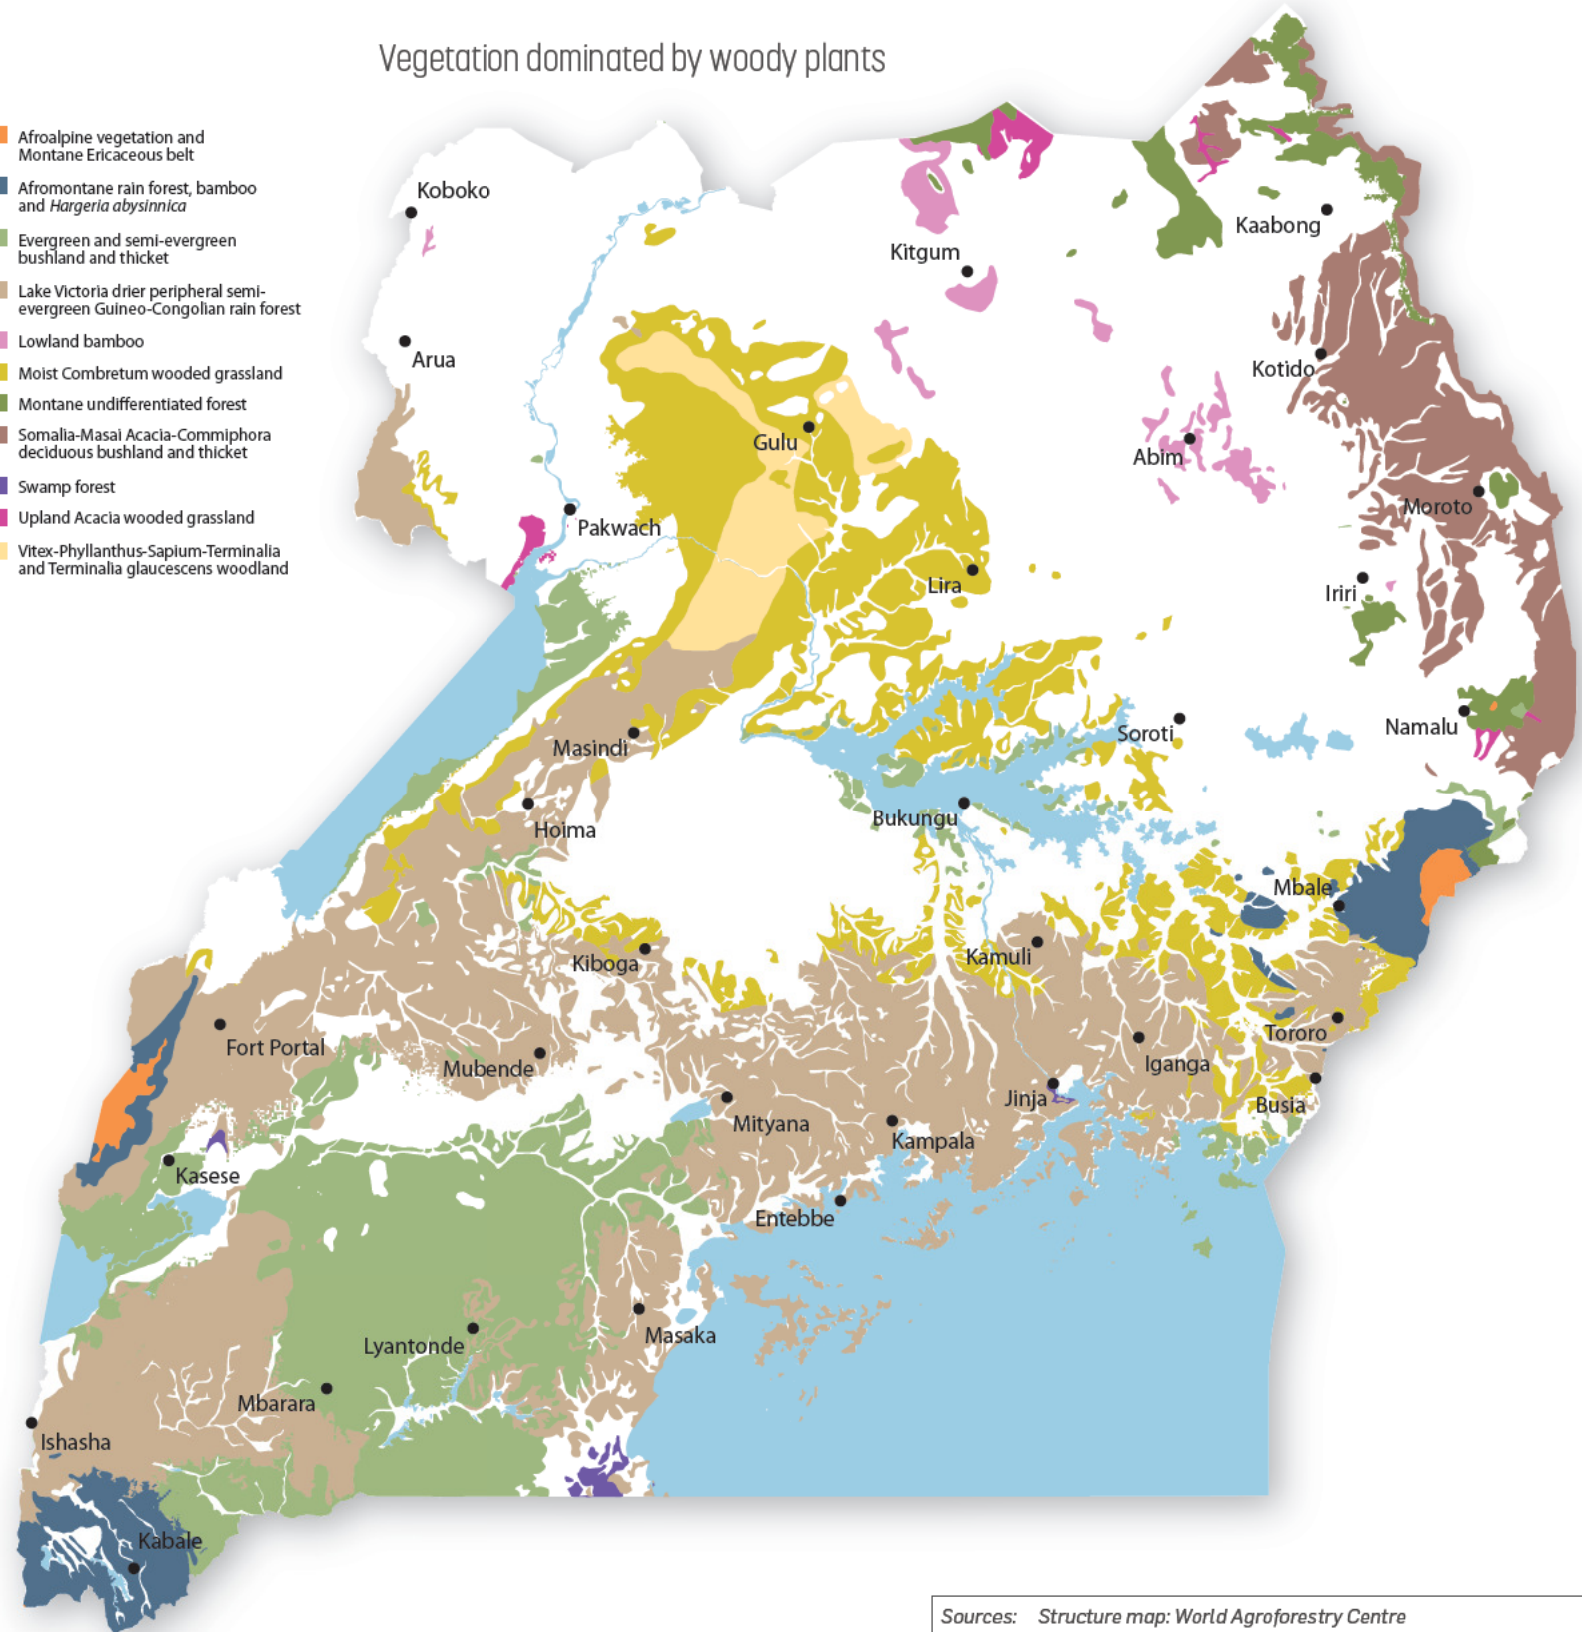 Vegetation dominated by woody plants
Afroalpine vegetation and
Montane Ericaceous belt
Afromontane rain forest, bamboo
and Hargeria abysinnica
Evergreen and semi-evergreen
bushland and thicket
Lake Victoria drier peripheral semi-
evergreen Guineo-Congolian rain forest
Lowland bamboo
Moist Combretum wooded grassland
Montane undifferentiated forest
Somalia-Masai Acacia-Commiphora
deciduous bushland and thicket
Swamp forest
Upland Acacia wooded grassland
Vitex-Phyllanthus-Sapium-Terminalia
and Terminalia glaucescens woodland
Koboko
Kaabong
Kitgum
Arua
Kotido
Gulu
Abim
Moroto
Pakwach
Lira
Iriri
Namalu
Soroti
Masindi
Bukungu
Hoima
Mbale
Kamuli
Kiboga
Tororo
Fort Portal
Iganga
Mubende
Jinja
Busia
Mityana
Kampala
Kasese
Entebbe
Masaka
Lyantonde
Mbarara
Ishasha
Kabale
Sources: Structure map: World Agroforestry Centre